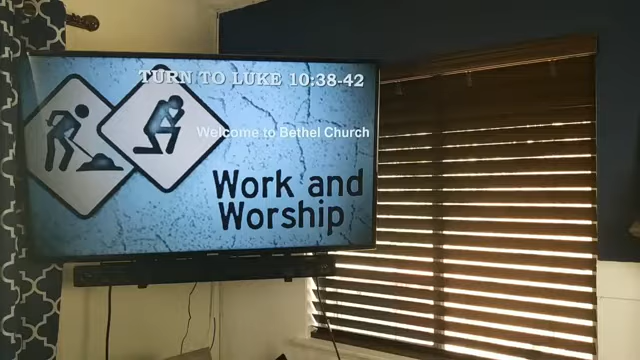 TURN TO LUKE 10:38-42
Welcome to Bethel Church
Work and
Worship